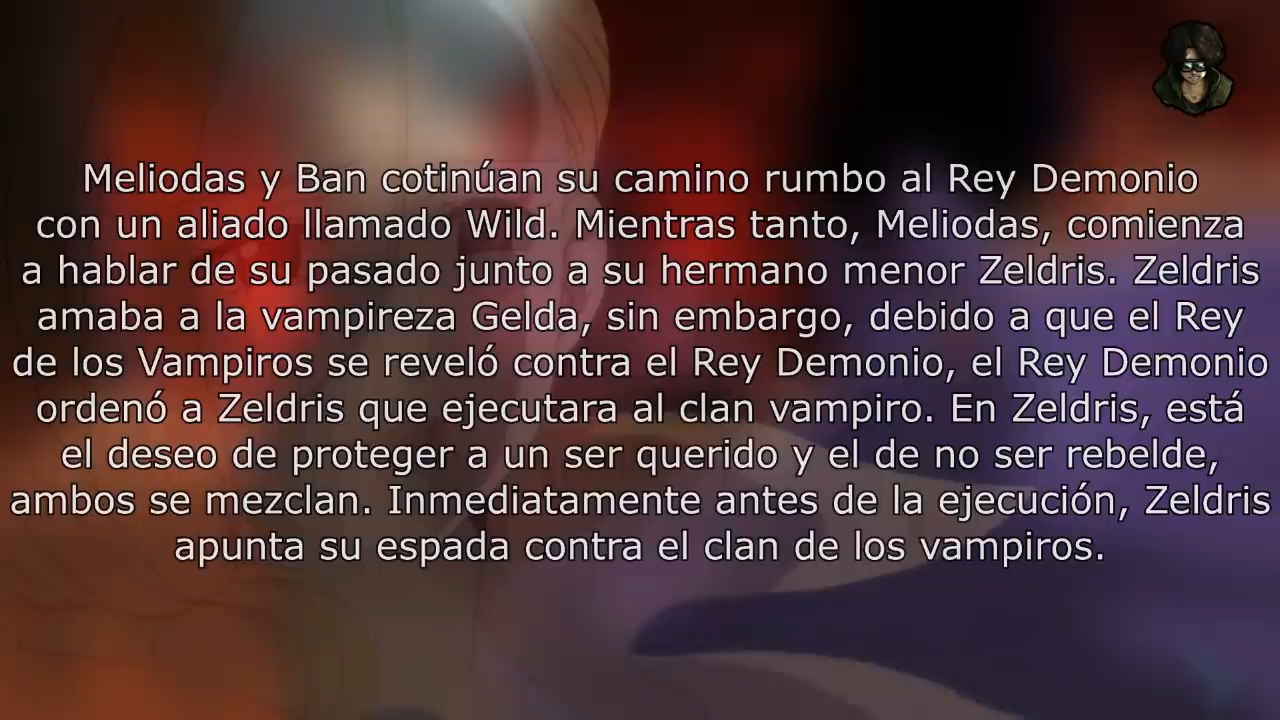 Meliodas y Ban cotinúan su camino rumbo al Rey Demonio
con un aliado llamado Wild. Mientras tanto, Meliodas, comienza
a hablar de su pasado junto a su hermano menor Zeldris. Zeldris
amaba a la vampireza Gelda, sin embargo, debido a que el Rey
de los Vampiros se reveló contra el Rey Demonio, el Rey Demonio
ordenó a Zeldris que ejecutara al clan vampiro. En Zeldris, está
el deseo de proteger a un ser querido y el de no ser rebelde,
ambos se mezclan. Inmediatamente antes de la ejecución, Zeldris
apunta su espada contra el clan de los vampiros.